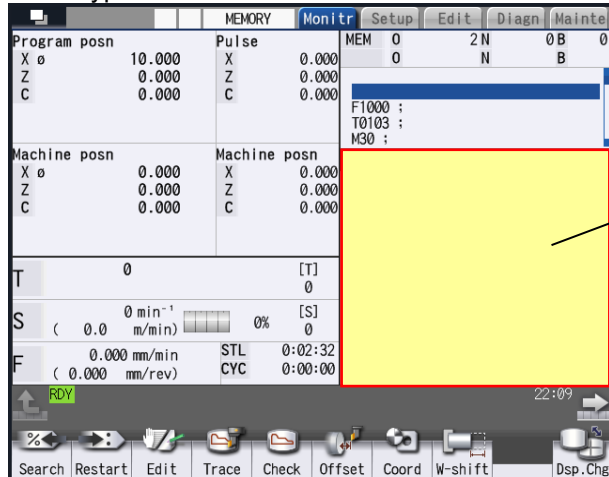 MEMORY Monitr Setup Edit Diagn Mainte
Program posn Pulse MEM O 2 N 0 B 0
X ø 10.000 X 0.000 O N B
Z 0.000 Z 0.000
C 0.000 C 0.000
F1000 ;
T0103 ;
M30 ;
Machine posn Machine posn
X ø 0.000 X 0.000
Z 0.000 Z 0.000
C 0.000 C 0.000
T 0 [T]
0
S 0 min⁻¹ 0% [S]
( 0.0 m/min) 0
F 0.000 mm/min STL 0:02:32
( 0.000 mm/rev) CYC 0:00:00
RDY 22:09
Search Restart Edit Trace Check Offset Coord W-shift Dsp.Chg